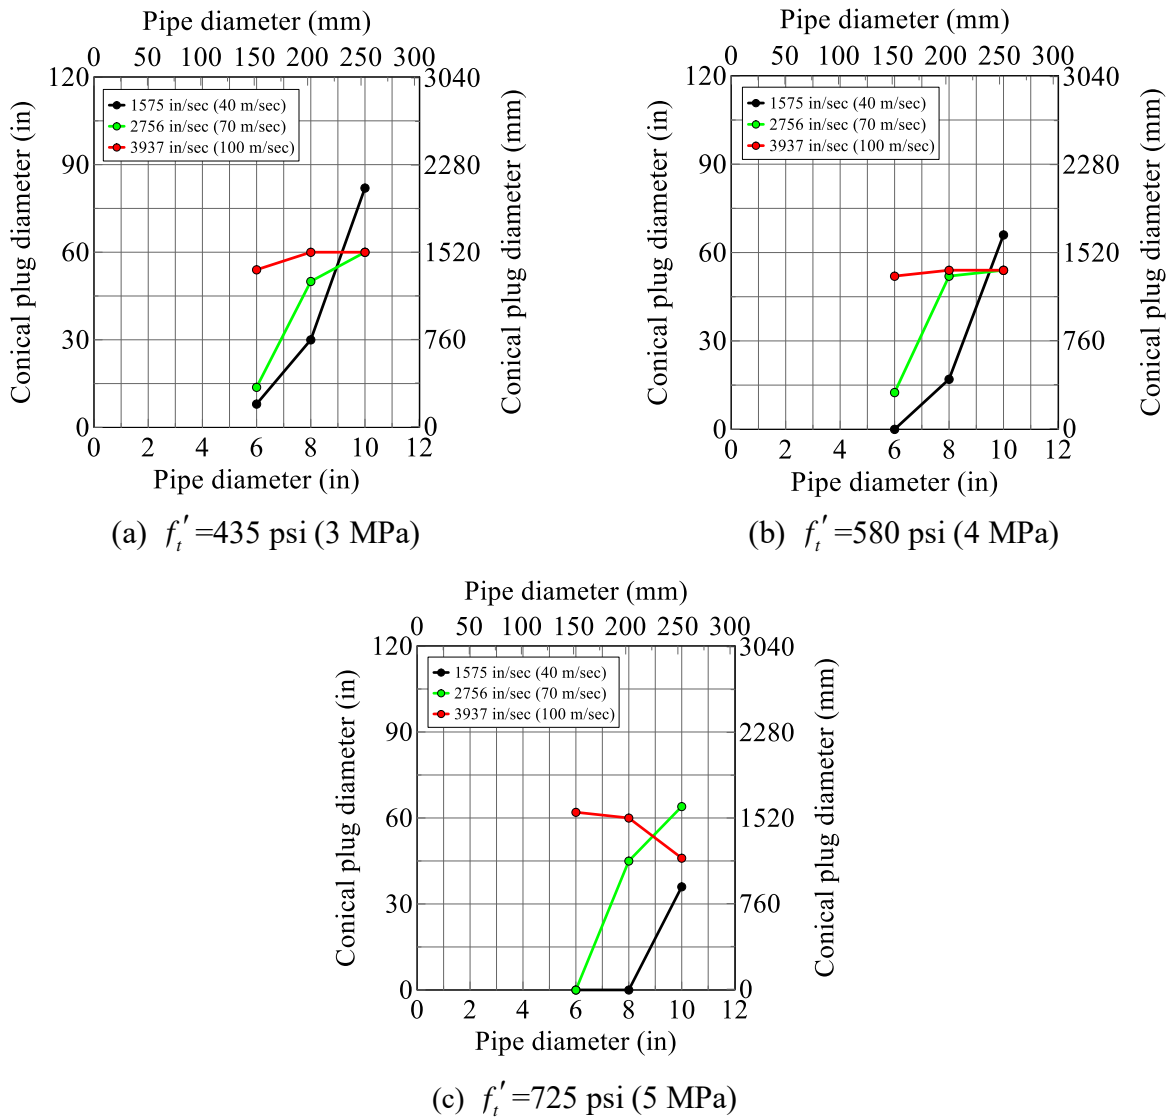 Pipe diameter (mm)
0 50 100 150 200 250 300
Conical plug diameter (in)
120 90 60 30 0
1575 in/sec (40 m/sec)
2756 in/sec (70 m/sec)
3937 in/sec (100 m/sec)
3040 2280 1520 760 0
Conical plug diameter (mm)
0 2 4 6 8 10 12
Pipe diameter (in)
(a) fₜ′=435 psi (3 MPa)
Pipe diameter (mm)
0 50 100 150 200 250 300
Conical plug diameter (in)
120 90 60 30 0
1575 in/sec (40 m/sec)
2756 in/sec (70 m/sec)
3937 in/sec (100 m/sec)
3040 2280 1520 760 0
Conical plug diameter (mm)
0 2 4 6 8 10 12
Pipe diameter (in)
(b) fₜ′=580 psi (4 MPa)
Pipe diameter (mm)
0 50 100 150 200 250 300
Conical plug diameter (in)
120 90 60 30 0
1575 in/sec (40 m/sec)
2756 in/sec (70 m/sec)
3937 in/sec (100 m/sec)
3040 2280 1520 760 0
Conical plug diameter (mm)
0 2 4 6 8 10 12
Pipe diameter (in)
(c) fₜ′=725 psi (5 MPa)